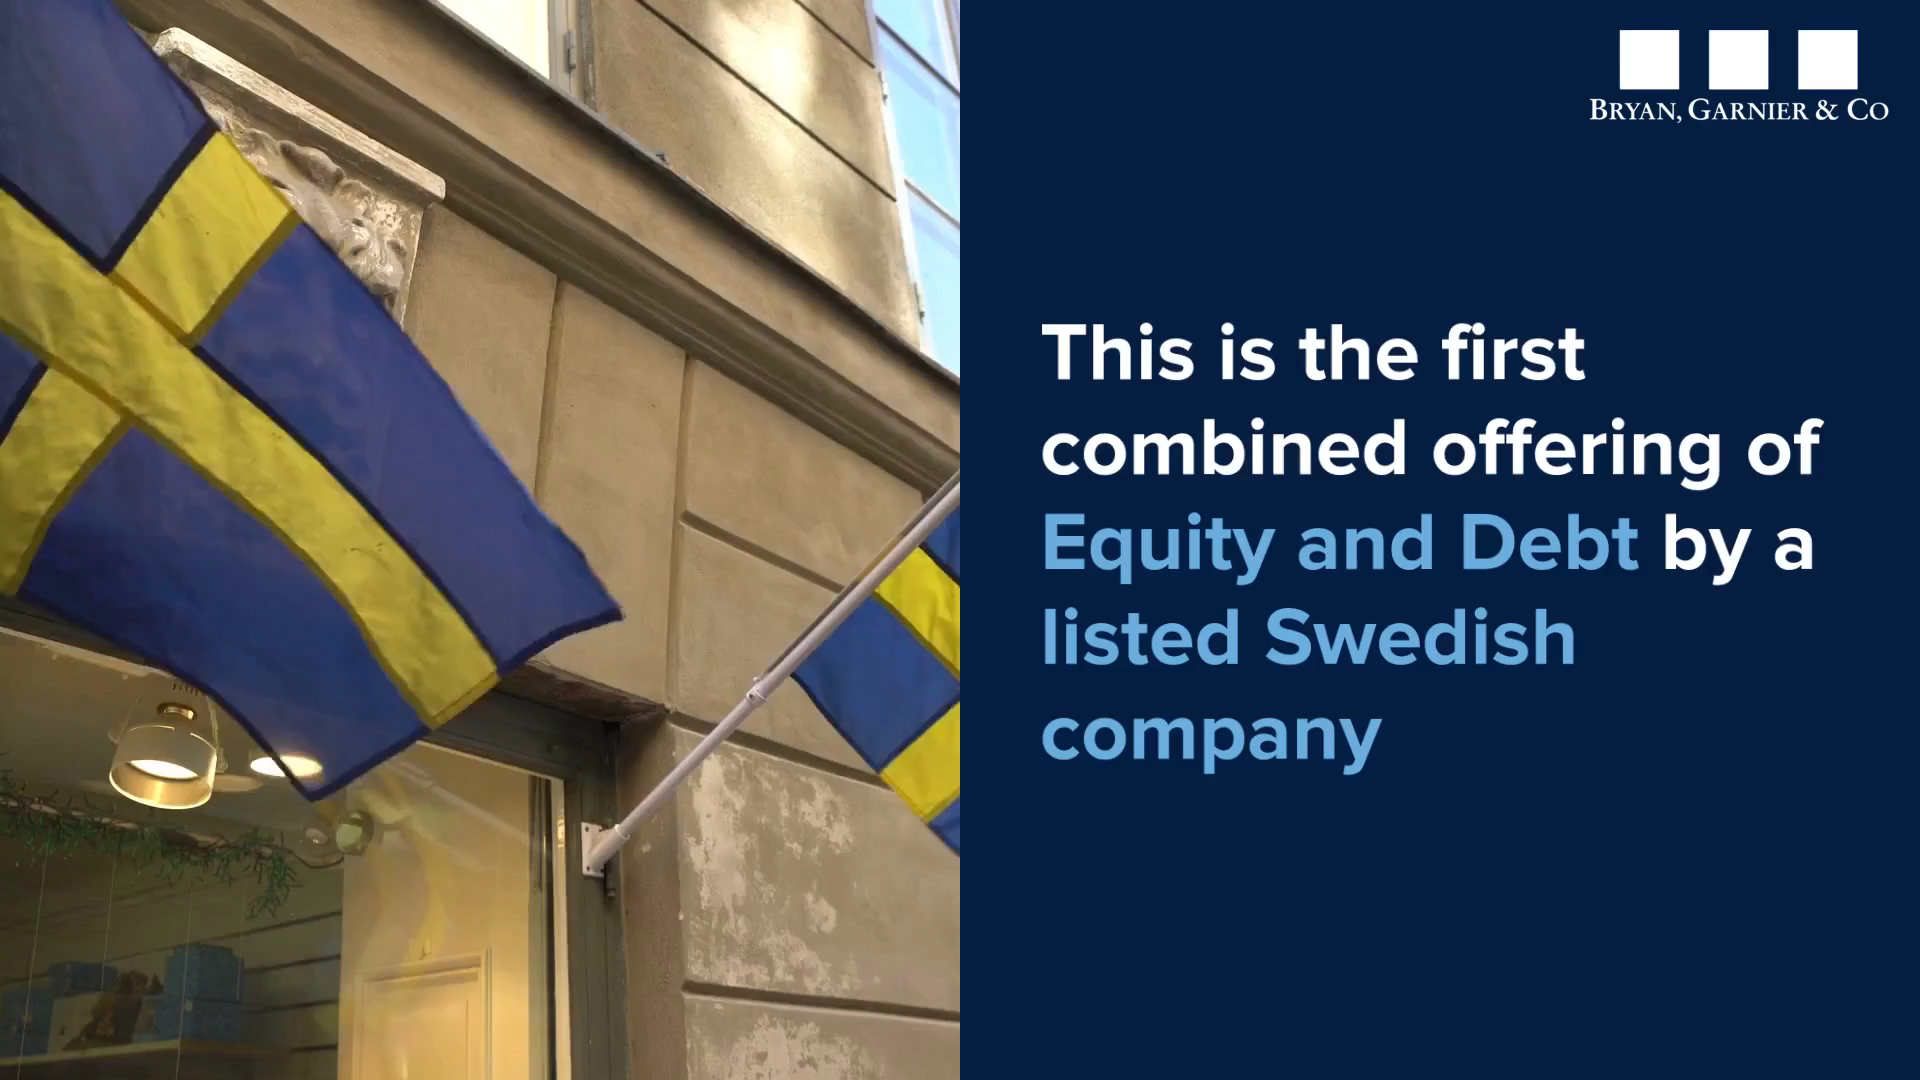 BRYAN, GARNIER & CO
This is the first
combined offering of
Equity and Debt by a
listed Swedish
company